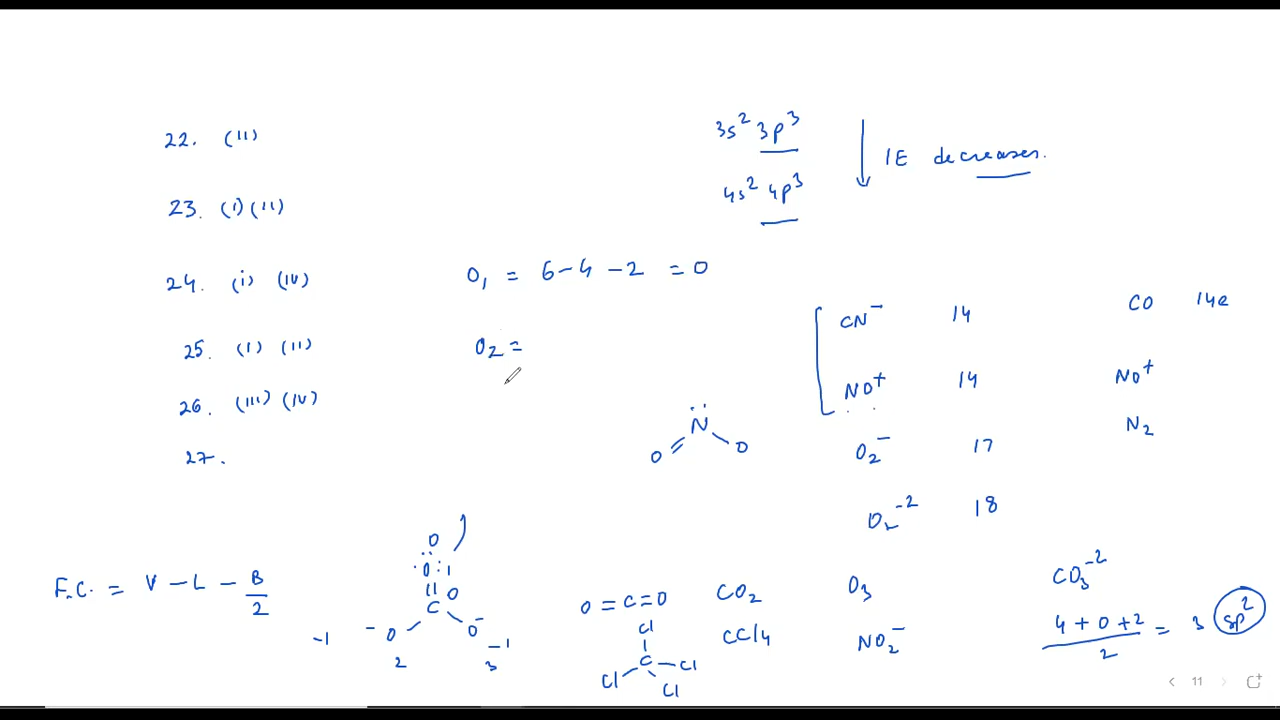 3s² 3p³
4s² 4p³
IE decreases.
22. (II)
23. (I) (II)
24. (i) (IV)
25. (I) (II)
26. (III) (IV)
27.
O₁ = 6-4-2 = 0
O₂ =
CN⁻ 14
NO⁺ 14
O₂⁻ 17
O₂⁻² 18
CO 14e
NO⁺
N₂
N
O O
F.C. = V - L - B/2
O
O 1
O
C
-1 -O O⁻ -1
2 3
O = C = O
Cl
C - Cl
Cl Cl
CO₂
CCl4
O₃
NO₂⁻
CO₃⁻²
4 + 0 + 2 / 2 = 3 sp²
11